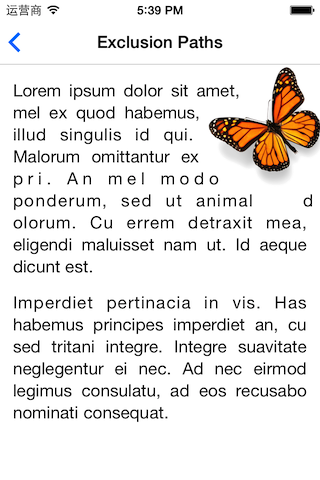 运营商 5:39 PM
Exclusion Paths
Lorem ipsum dolor sit amet,
mel ex quod habemus,
illud singulis id qui.
Malorum omittantur ex
pri. An mel modo
ponderum, sed ut animal d
olorum. Cu errem detraxit mea,
eligendi maluisset nam ut. Id aeque
dicunt est.
Imperdiet pertinacia in vis. Has
habemus principes imperdiet an, cu
sed tritani integre. Integre suavitate
neglegentur ei nec. Ad nec eirmod
legimus consulatu, ad eos recusabo
nominati consequat.